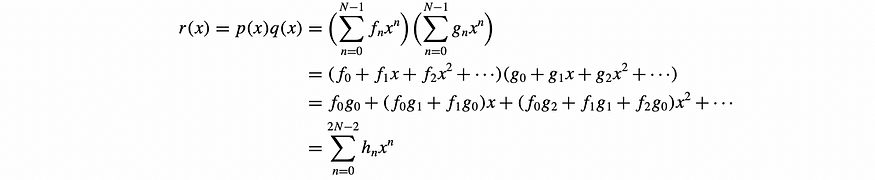 r(x) = p(x)q(x) = (∑_{n=0}^{N−1} f_n x^n)(∑_{n=0}^{N−1} g_n x^n)
= (f_0 + f_1x + f_2x^2 + ···)(g_0 + g_1x + g_2x^2 + ···)
= f_0g_0 + (f_0g_1 + f_1g_0)x + (f_0g_2 + f_1g_1 + f_2g_0)x^2 + ···
= ∑_{n=0}^{2N−2} h_n x^n